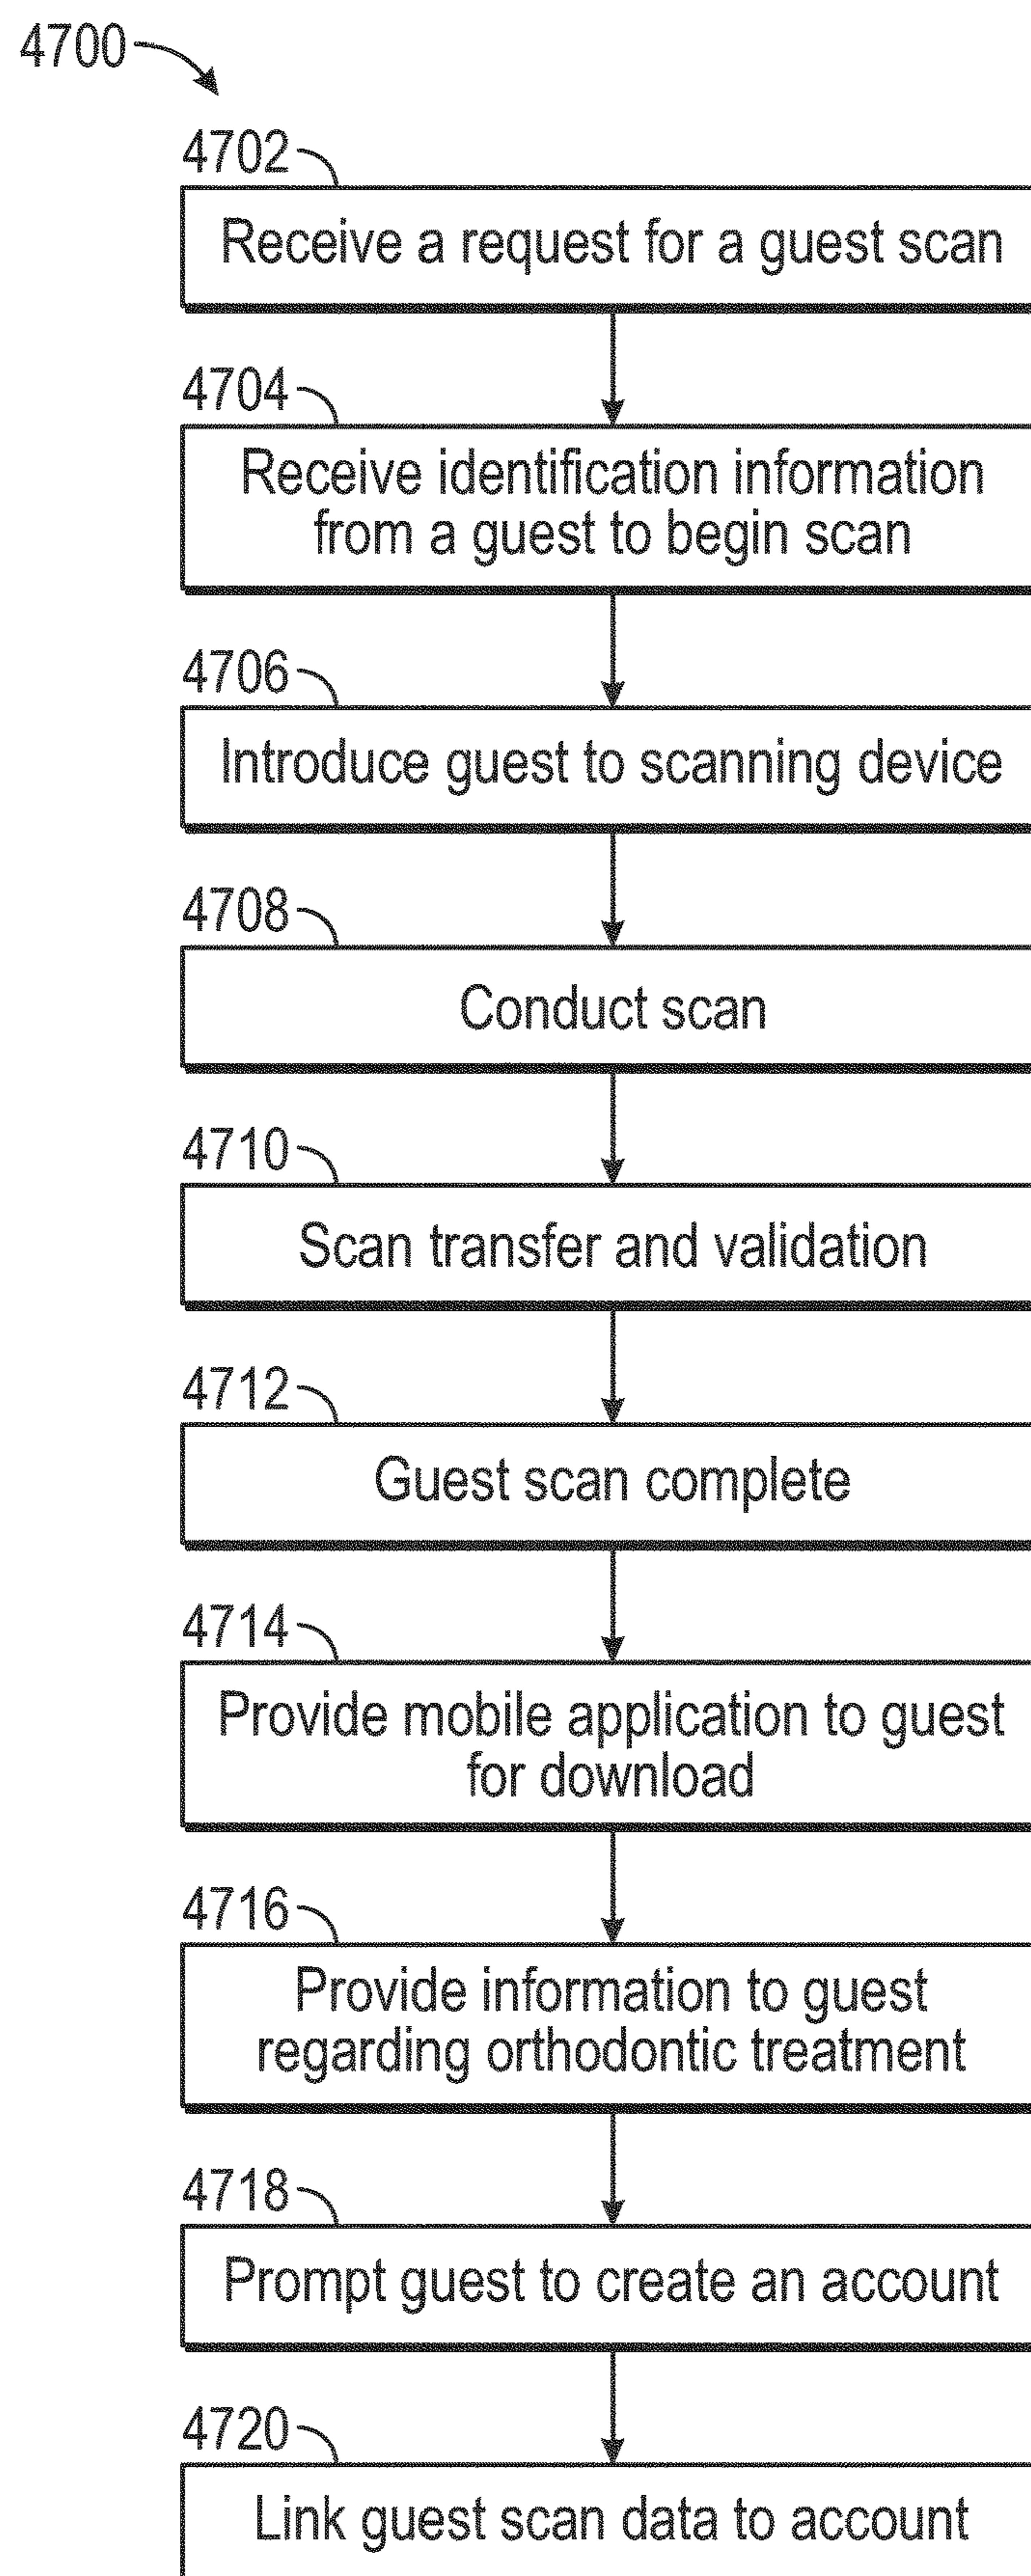 4700
4702
Receive a request for a guest scan
4704
Receive identification information
from a guest to begin scan
4706
Introduce guest to scanning device
4708
Conduct scan
4710
Scan transfer and validation
4712
Guest scan complete
4714
Provide mobile application to guest
for download
4716
Provide information to guest
regarding orthodontic treatment
4718
Prompt guest to create an account
4720
Link guest scan data to account